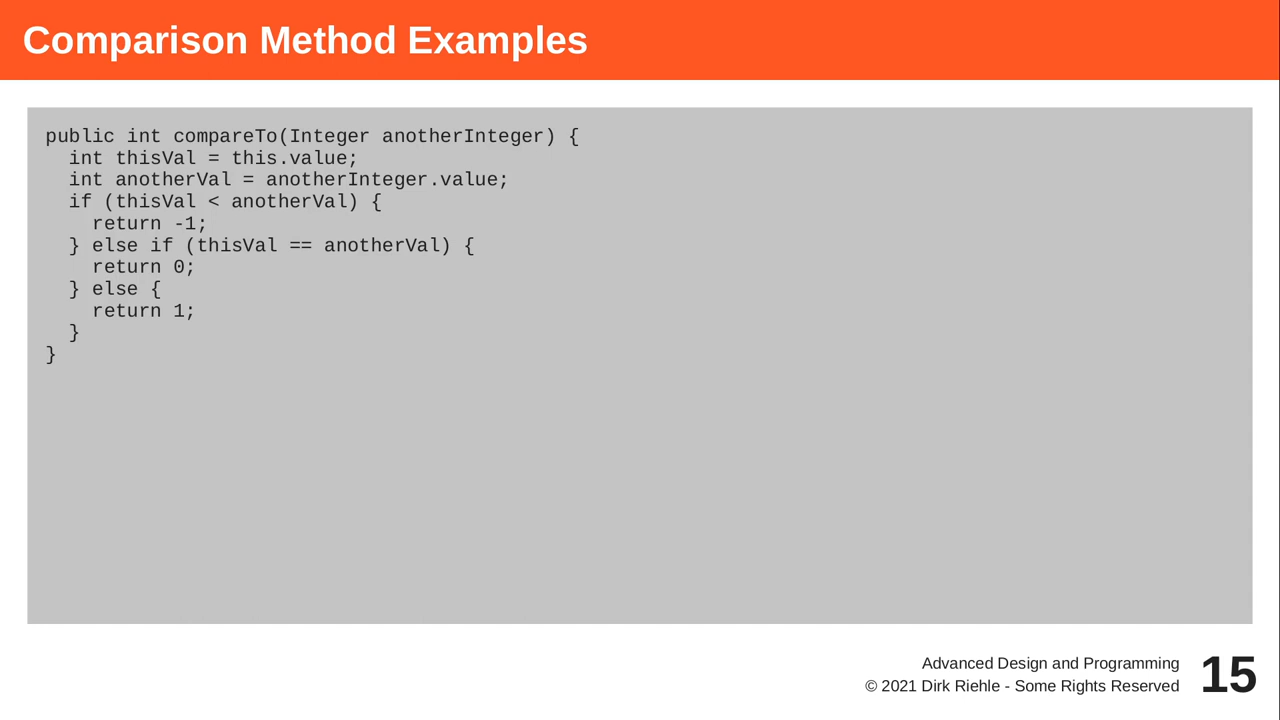 Comparison Method Examples
public int compareTo(Integer anotherInteger) {
  int thisVal = this.value;
  int anotherVal = anotherInteger.value;
  if (thisVal < anotherVal) {
    return -1;
  } else if (thisVal == anotherVal) {
    return 0;
  } else {
    return 1;
  }
}
Advanced Design and Programming
© 2021 Dirk Riehle - Some Rights Reserved
15